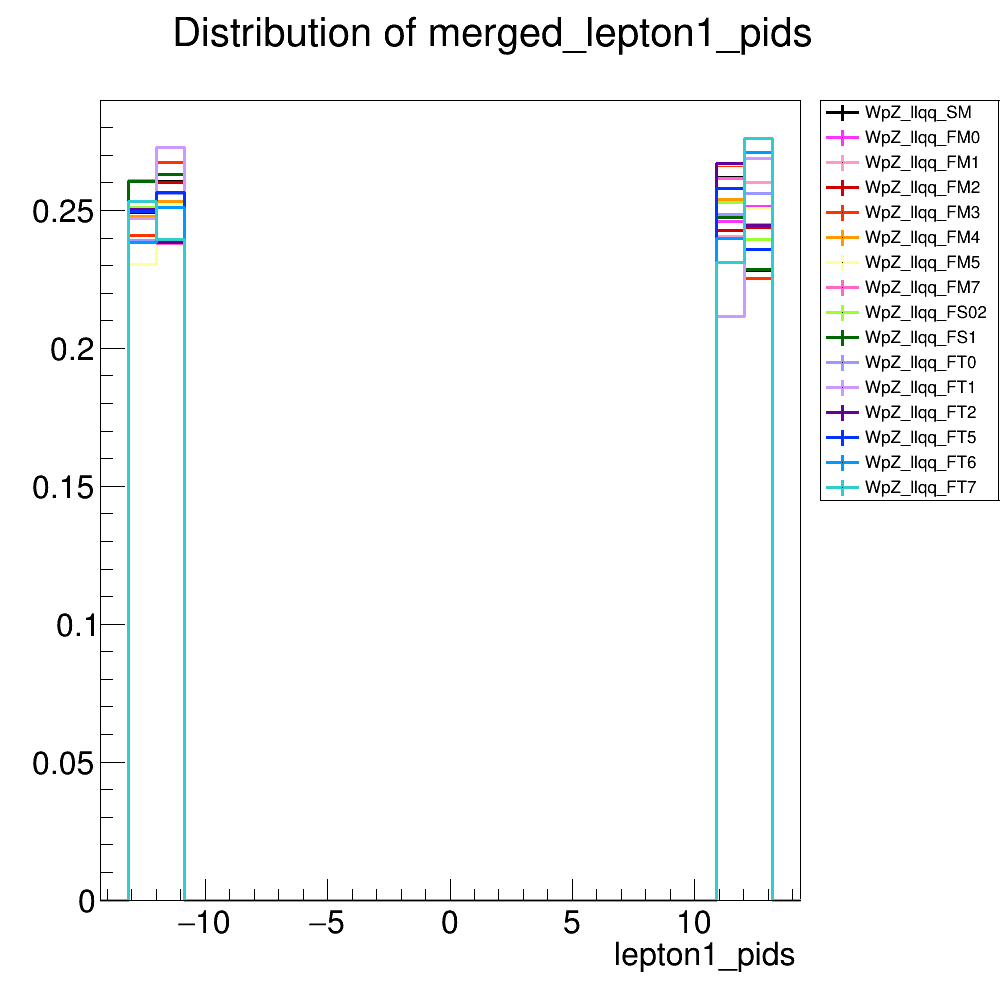 Distribution of merged_lepton1_pids
WpZ_llqq_SM
WpZ_llqq_FM0
WpZ_llqq_FM1
WpZ_llqq_FM2
WpZ_llqq_FM3
WpZ_llqq_FM4
WpZ_llqq_FM5
WpZ_llqq_FM7
WpZ_llqq_FS02
WpZ_llqq_FS1
WpZ_llqq_FT0
WpZ_llqq_FT1
WpZ_llqq_FT2
WpZ_llqq_FT5
WpZ_llqq_FT6
WpZ_llqq_FT7
0.25
0.2
0.15
0.1
0.05
0
−10 −5 0 5 10
lepton1_pids